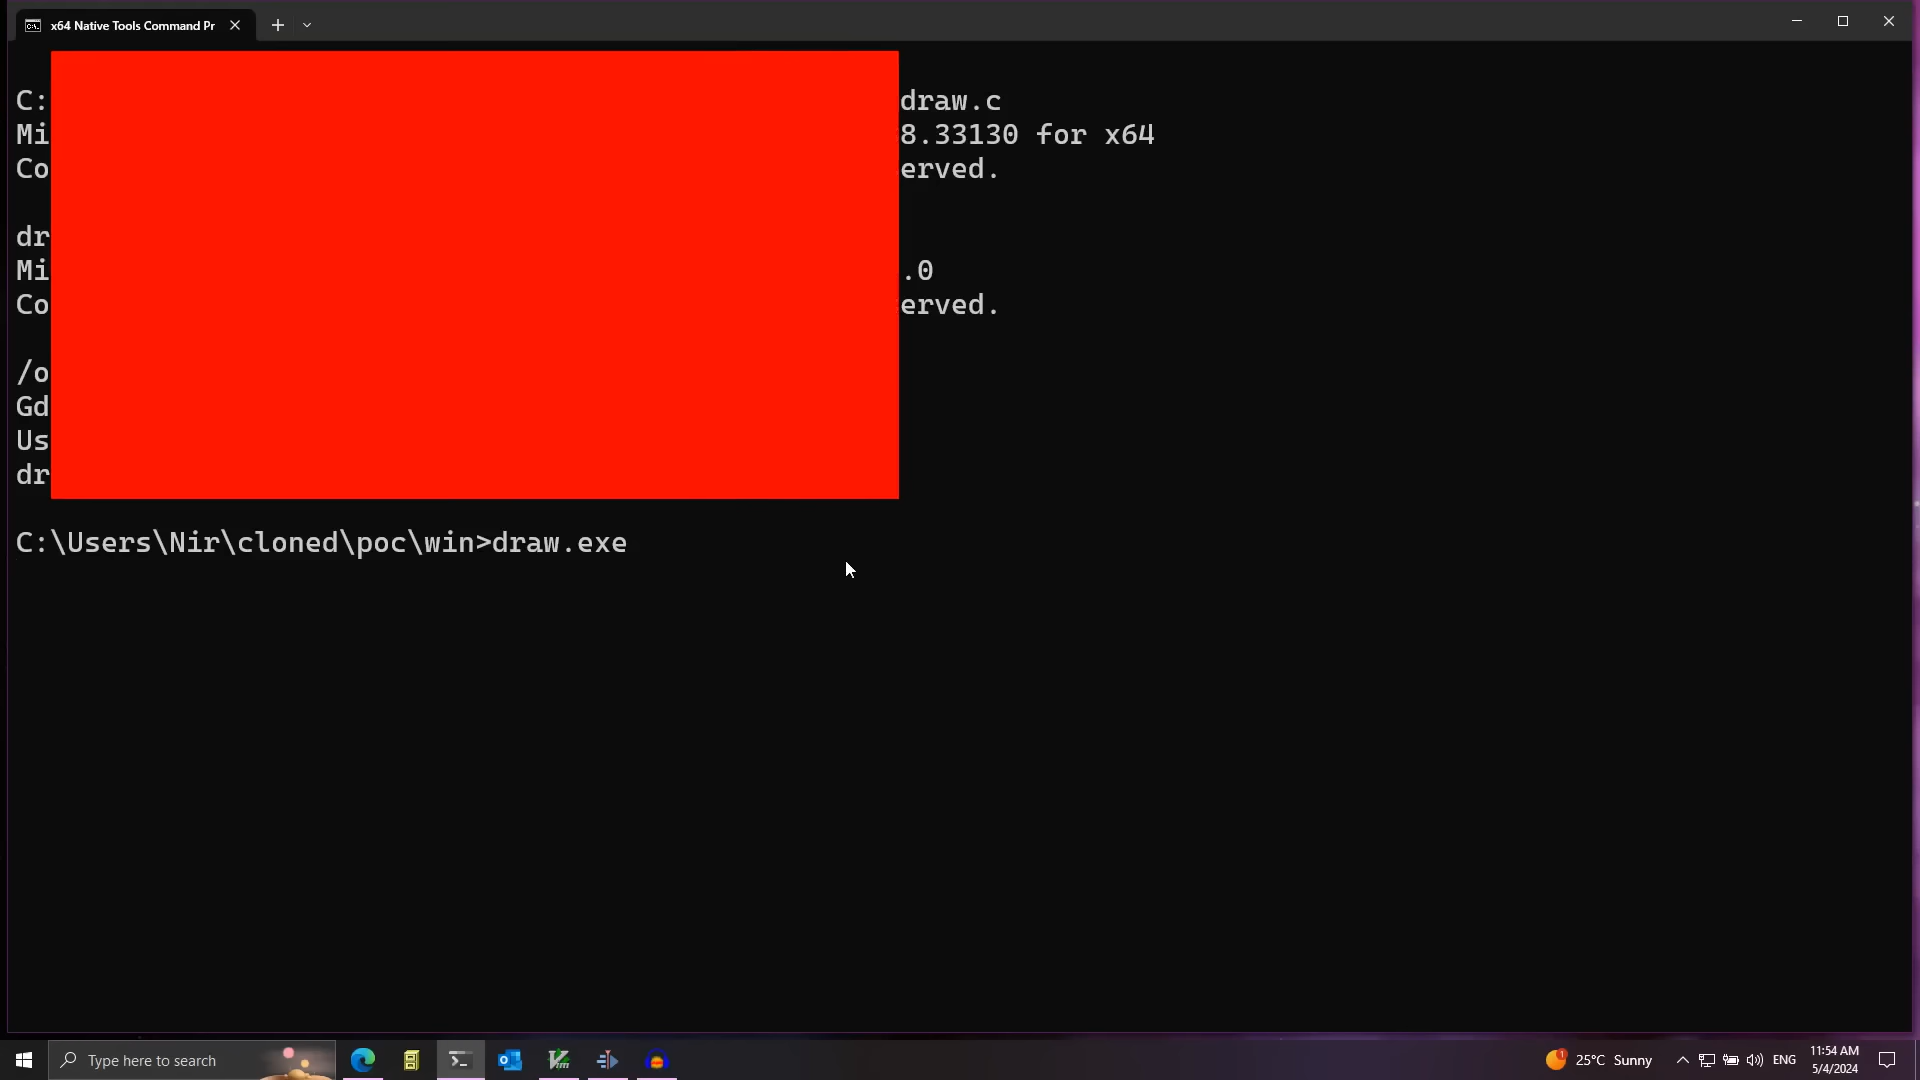 x64 Native Tools Command Pr
C: draw.c
Mi 8.33130 for x64
Co erved.
dr
Mi .0
Co erved.
/o
Gd
Us
dr
C:\Users\Nir\cloned\poc\win>draw.exe
Type here to search
1
25°C Sunny
ENG
11:54 AM
5/4/2024